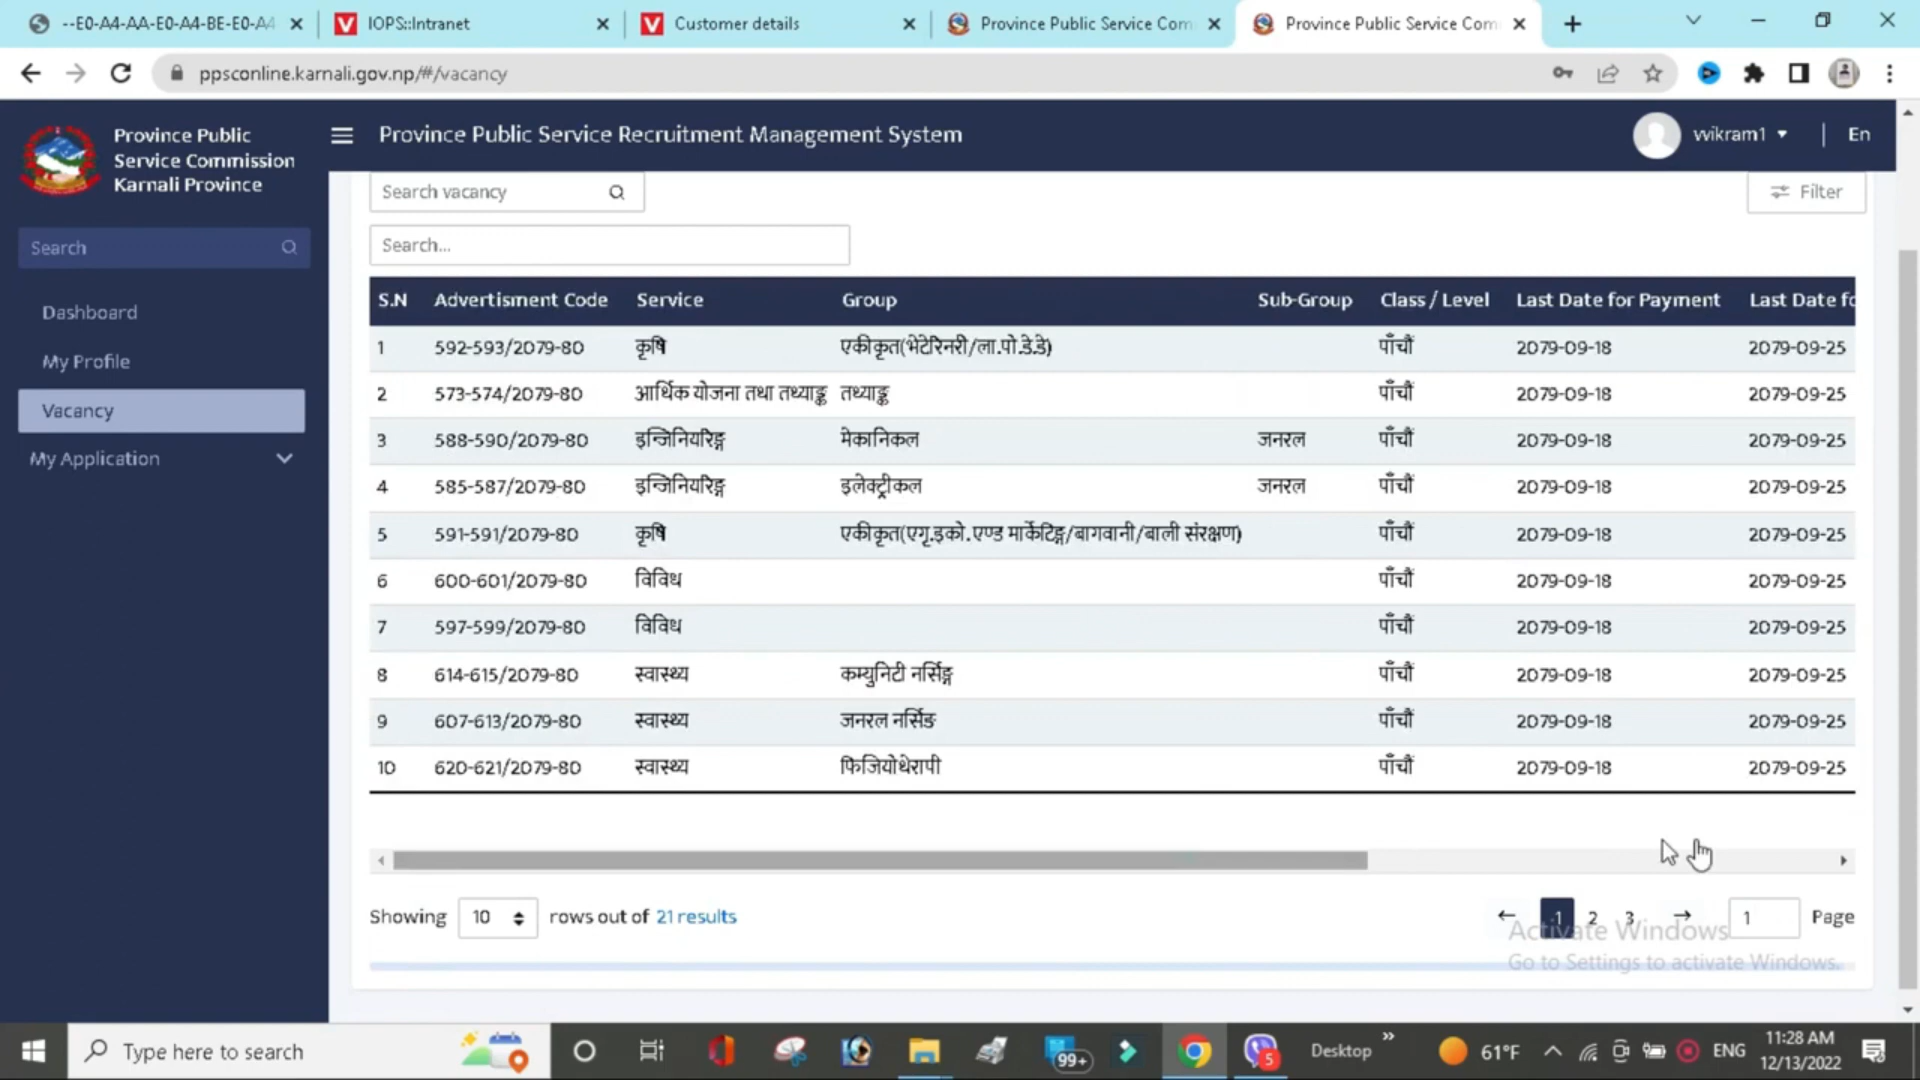 --E0-A4-AA-E0-A4-BE-E0-A4
IOPS::Intranet
Customer details
Province Public Service Com
Province Public Service Com
ppsconline.karnali.gov.np/#/vacancy
Province Public
Service Commission
Karnali Province
Province Public Service Recruitment Management System
vvikram1
En
Search
Search vacancy
Filter
Search...
Dashboard
My Profile
Vacancy
My Application
S.N Advertisment Code Service Group Sub-Group Class / Level Last Date for Payment Last Date fo
1 592-593/2079-80 कृषि एकीकृत(भेटेरिनरी/ला.पो.डे.डे) पाँचौं 2079-09-18 2079-09-25
2 573-574/2079-80 आर्थिक योजना तथा तथ्याङ्क तथ्याङ्क पाँचौं 2079-09-18 2079-09-25
3 588-590/2079-80 इन्जिनियरिङ्ग मेकानिकल जनरल पाँचौं 2079-09-18 2079-09-25
4 585-587/2079-80 इन्जिनियरिङ्ग इलेक्ट्रीकल जनरल पाँचौं 2079-09-18 2079-09-25
5 591-591/2079-80 कृषि एकीकृत(एगृ.इको.एण्ड मार्केटिङ्ग/बागवानी/बाली संरक्षण) पाँचौं 2079-09-18 2079-09-25
6 600-601/2079-80 विविध पाँचौं 2079-09-18 2079-09-25
7 597-599/2079-80 विविध पाँचौं 2079-09-18 2079-09-25
8 614-615/2079-80 स्वास्थ्य कम्युनिटी नर्सिङ्ग पाँचौं 2079-09-18 2079-09-25
9 607-613/2079-80 स्वास्थ्य जनरल नर्सिङ पाँचौं 2079-09-18 2079-09-25
10 620-621/2079-80 स्वास्थ्य फिजियोथेरापी पाँचौं 2079-09-18 2079-09-25
Showing 10 rows out of 21 results
1 2 3 1 Page
Activate Windows
Go to Settings to activate Windows.
Type here to search
99+
5
Desktop
61°F
ENG
11:28 AM
12/13/2022